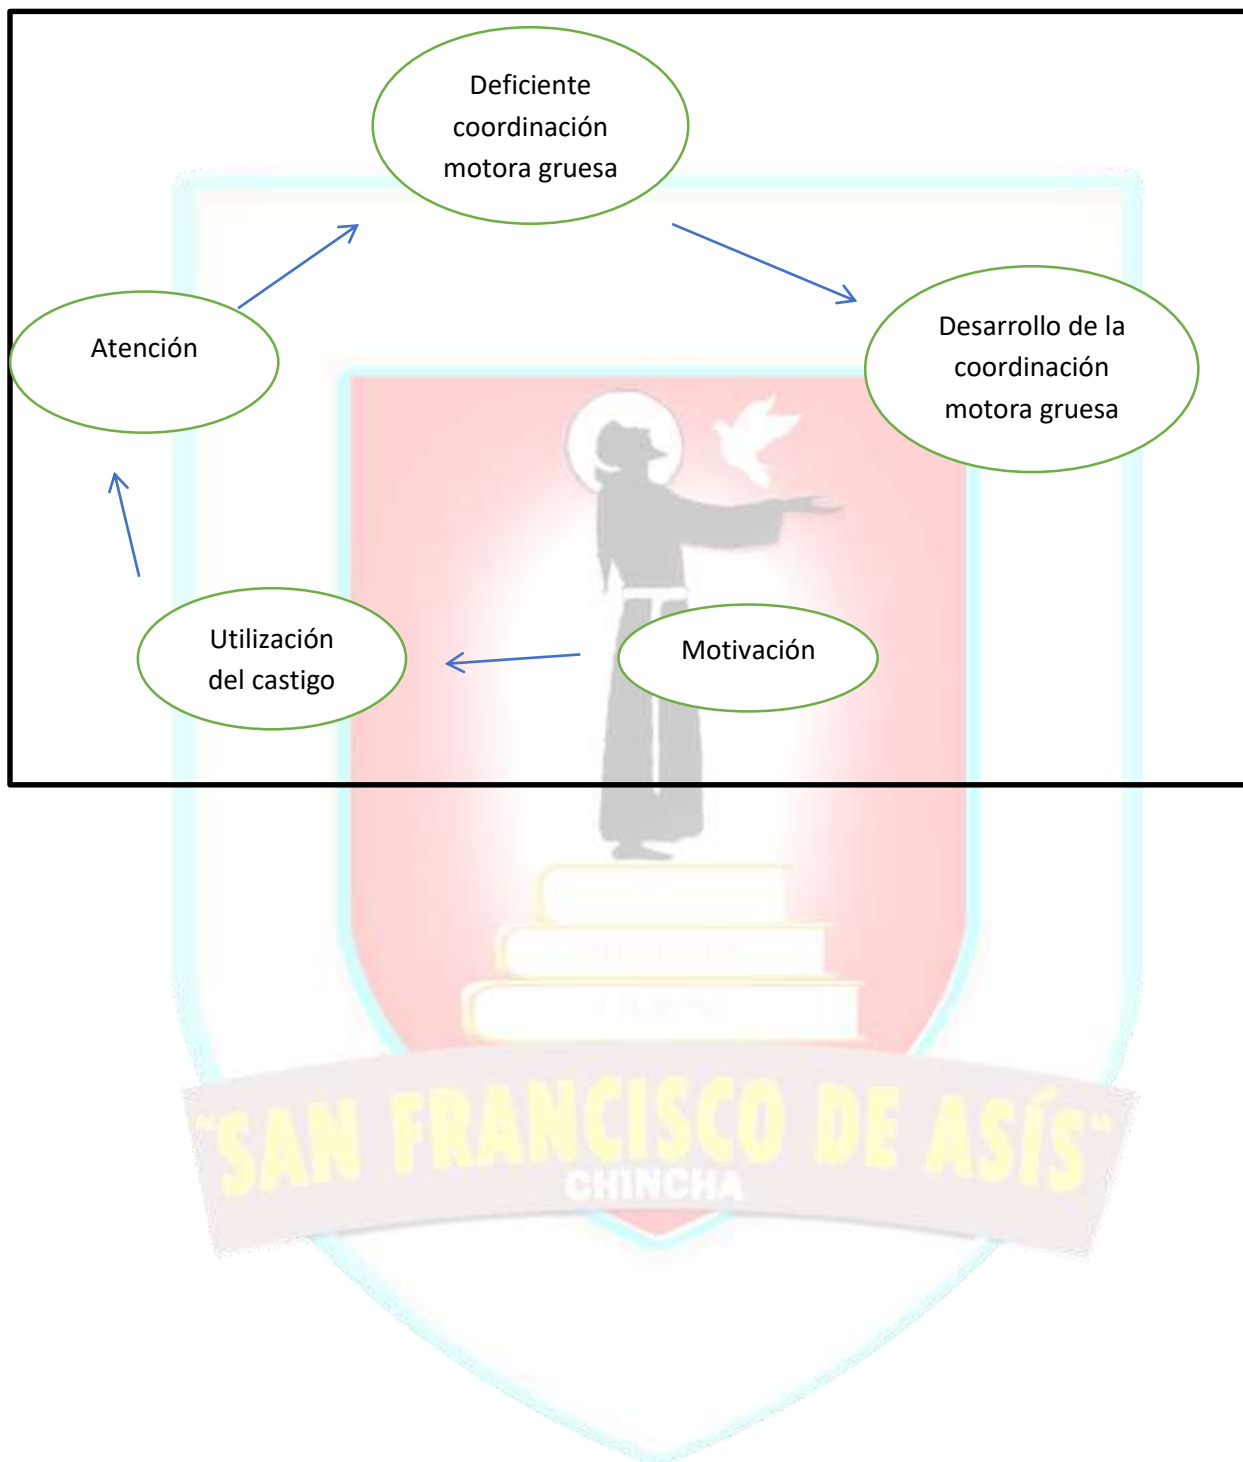 Deficiente
coordinación
motora gruesa
Atención
Desarrollo de la
coordinación
motora gruesa
Utilización
del castigo
Motivación
"SAN FRANCISCO DE ASÍS"
CHINCHA